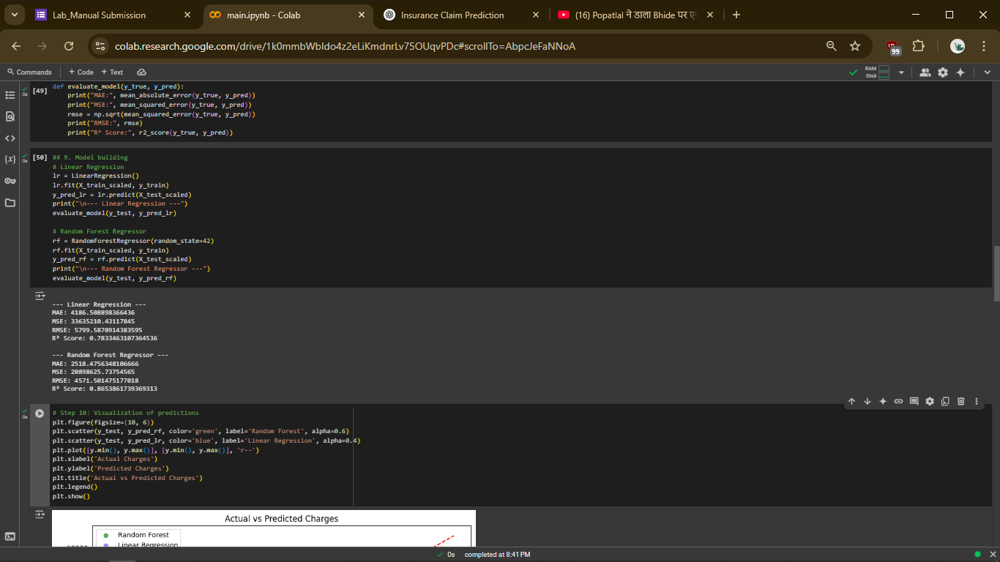 Lab_Manual Submission
main.ipynb - Colab
Insurance Claim Prediction
(16) Popatlal ने डाला Bhide पर
colab.research.google.com/drive/1k0mmbWbIdo4z2eLiKmdnrLv75OUqvPDc#scrollTo=AbpcJeFaNNoA
99
Commands + Code + Text
RAM
Disk
[49] def evaluate_model(y_true, y_pred):
print("MAE:", mean_absolute_error(y_true, y_pred))
print("MSE:", mean_squared_error(y_true, y_pred))
rmse = np.sqrt(mean_squared_error(y_true, y_pred))
print("RMSE:", rmse)
print("R² Score:", r2_score(y_true, y_pred))
0s
[50] ## 9. Model building
0s
# Linear Regression
lr = LinearRegression()
lr.fit(X_train_scaled, y_train)
y_pred_lr = lr.predict(X_test_scaled)
print("\n--- Linear Regression ---")
evaluate_model(y_test, y_pred_lr)
# Random Forest Regressor
rf = RandomForestRegressor(random_state=42)
rf.fit(X_train_scaled, y_train)
y_pred_rf = rf.predict(X_test_scaled)
print("\n--- Random Forest Regressor ---")
evaluate_model(y_test, y_pred_rf)
--- Linear Regression ---
MAE: 4186.508898366436
MSE: 33635210.43117845
RMSE: 5799.5870914383595
R² Score: 0.7833463107364536
--- Random Forest Regressor ---
MAE: 2518.4756348106666
MSE: 20898625.73754565
RMSE: 4571.501475177018
R² Score: 0.8653861739369313
0s
# Step 10: Visualization of predictions
plt.figure(figsize=(10, 6))
plt.scatter(y_test, y_pred_rf, color='green', label='Random Forest', alpha=0.6)
plt.scatter(y_test, y_pred_lr, color='blue', label='Linear Regression', alpha=0.4)
plt.plot([y.min(), y.max()], [y.min(), y.max()], 'r--')
plt.xlabel('Actual Charges')
plt.ylabel('Predicted Charges')
plt.title('Actual vs Predicted Charges')
plt.legend()
plt.show()
Actual vs Predicted Charges
Random Forest
Linear Regression
0s completed at 8:41 PM